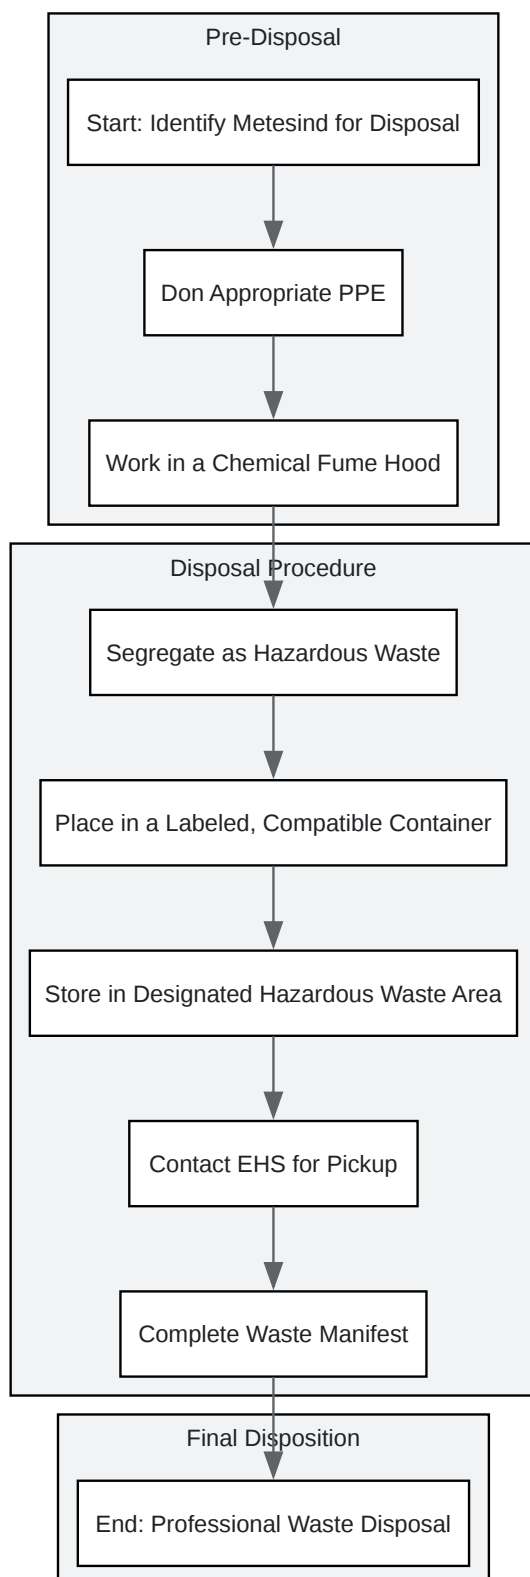 Pre-Disposal
Start: Identify Metesind for Disposal
Don Appropriate PPE
Work in a Chemical Fume Hood
Disposal Procedure
Segregate as Hazardous Waste
Place in a Labeled, Compatible Container
Store in Designated Hazardous Waste Area
Contact EHS for Pickup
Complete Waste Manifest
Final Disposition
End: Professional Waste Disposal